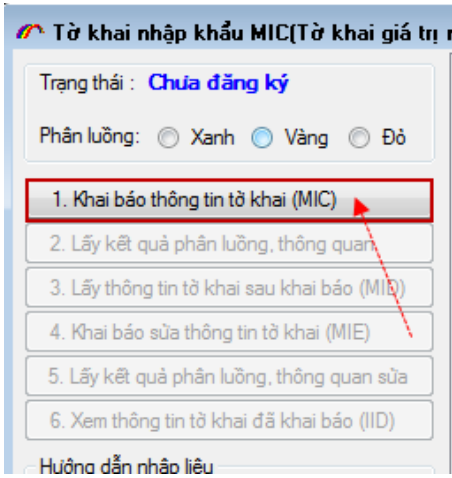 Tờ khai nhập khẩu MIC(Tờ khai giá trị
Trạng thái : Chưa đăng ký
Phân luồng: Xanh Vàng Đỏ
1. Khai báo thông tin tờ khai (MIC)
2. Lấy kết quả phân luồng, thông quan
3. Lấy thông tin tờ khai sau khai báo (MID)
4. Khai báo sửa thông tin tờ khai (MIE)
5. Lấy kết quả phân luồng, thông quan sửa
6. Xem thông tin tờ khai đã khai báo (IID)
Hướng dẫn nhập liệu